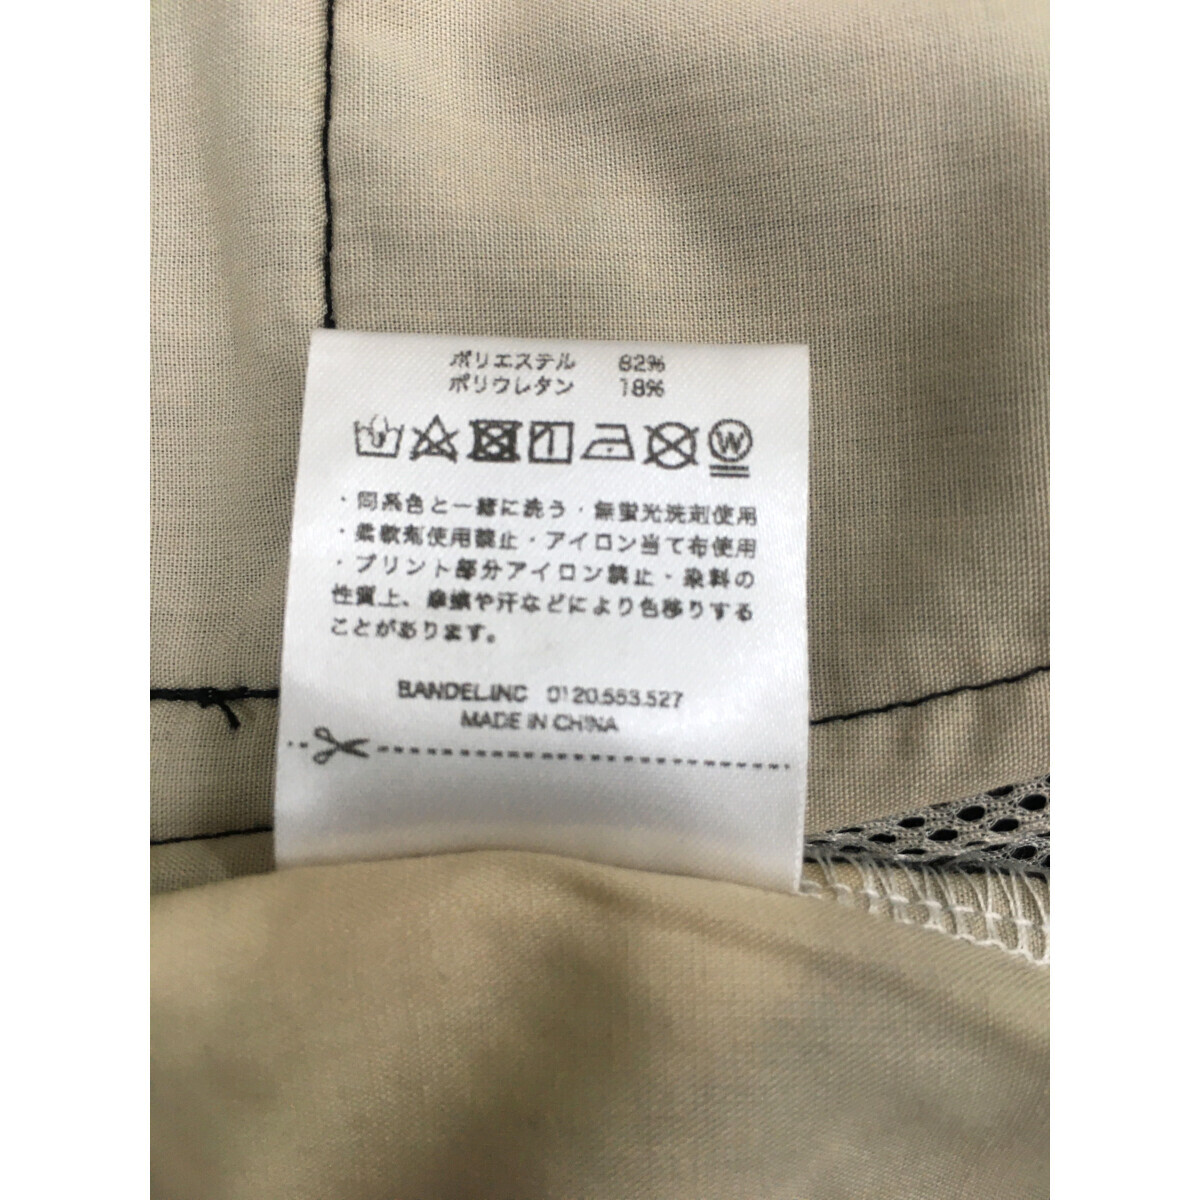 ポリエステル 82%
ポリウレタン 18%
W
・同系色と一緒に洗う・無蛍光洗剤使用
・柔軟剤使用禁止・アイロン当て布使用
・プリント部分アイロン禁止・染料の
性質上、摩擦や汗などにより色移りする
ことがあります。
BANDEL.INC 0120.553.527
MADE IN CHINA